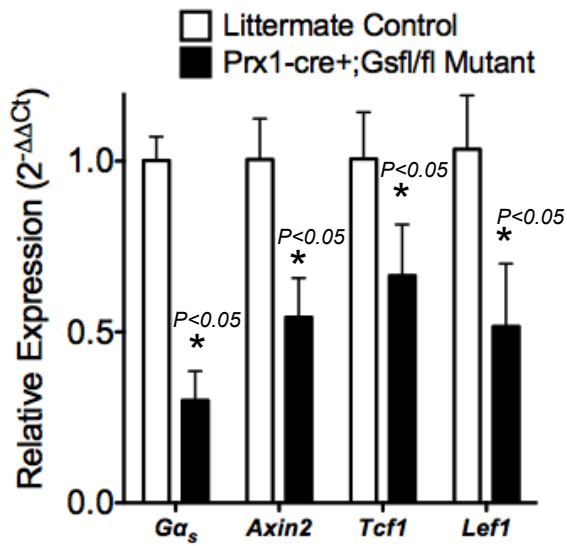 Littermate Control
Prx1-cre+;Gsfl/fl Mutant
Relative Expression (2-ΔΔCt)
1.0
0.5
0.0
P<0.05
*
P<0.05
*
P<0.05
*
P<0.05
*
Gαs
Axin2
Tcf1
Lef1